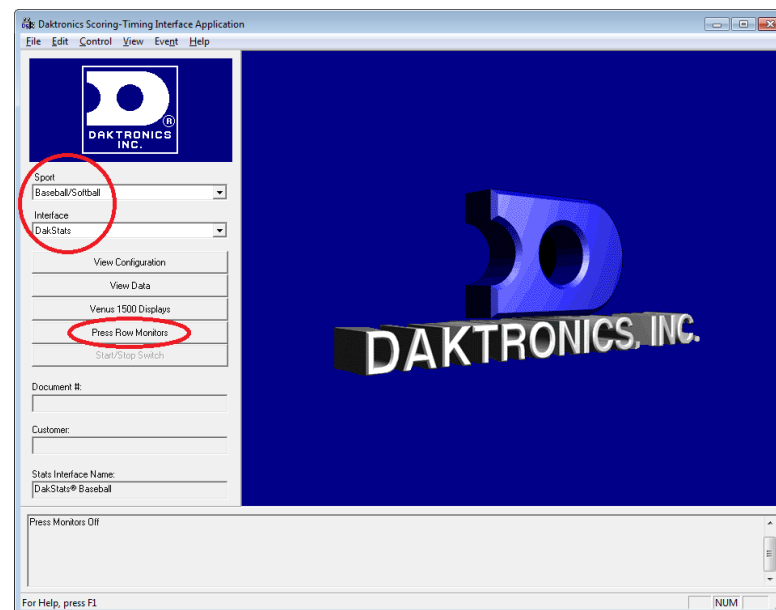 Daktronics Scoring-Timing Interface Application
File Edit Control View Event Help
DAKTRONICS
INC.
®
Sport
Baseball/Softball
Interface
DakStats
View Configuration
View Data
Venus 1500 Displays
Press Row Monitors
Start/Stop Switch
Document #:
Customer:
Stats Interface Name:
DakStats® Baseball
DAKTRONICS, INC.
Press Monitors Off
For Help, press F1
NUM